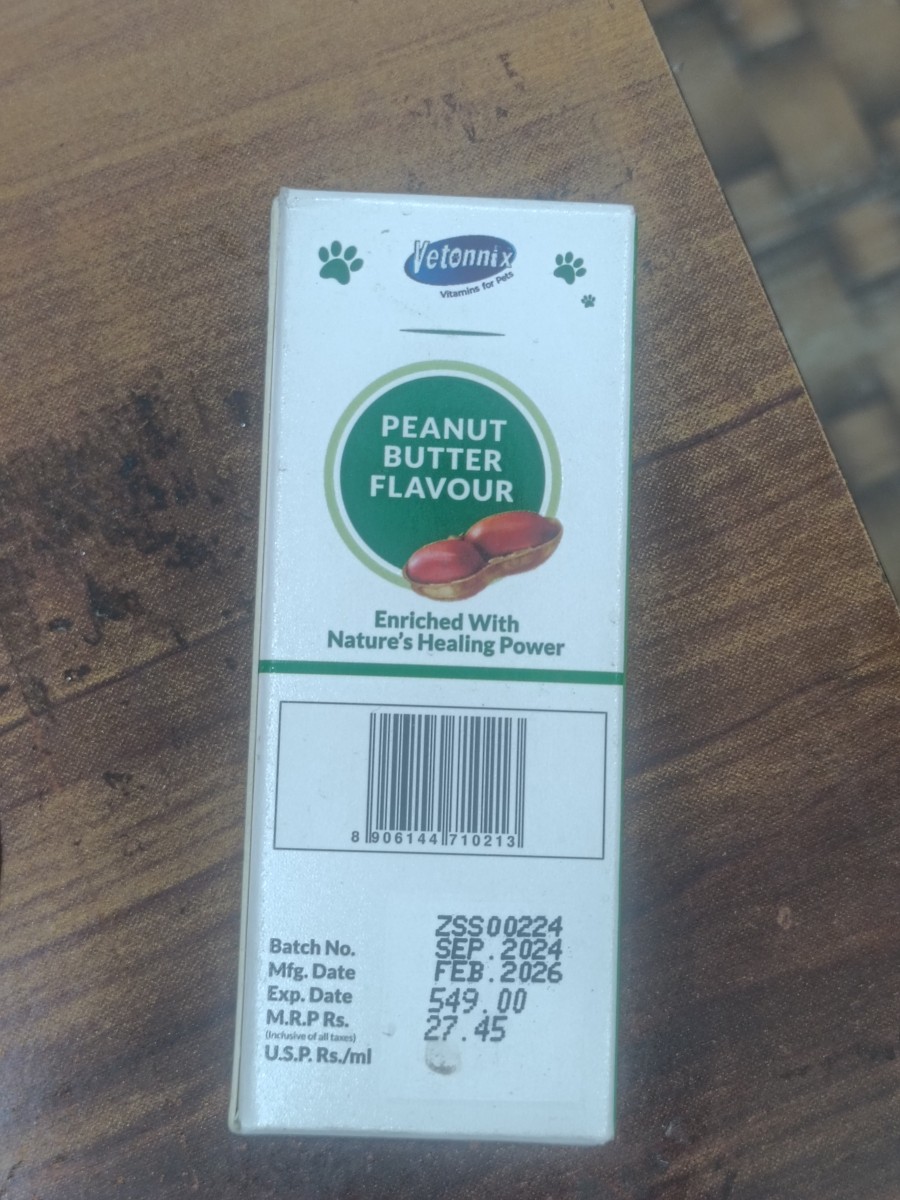 Vetonnix
Vitamins for Pets
PEANUT
BUTTER
FLAVOUR
Enriched With
Nature's Healing Power
8 906144 710213
Batch No. ZSS00224
Mfg. Date SEP.2024
Exp. Date FEB.2026
M.R.P Rs. 549.00
(Inclusive of all taxes)
U.S.P. Rs./ml 27.45